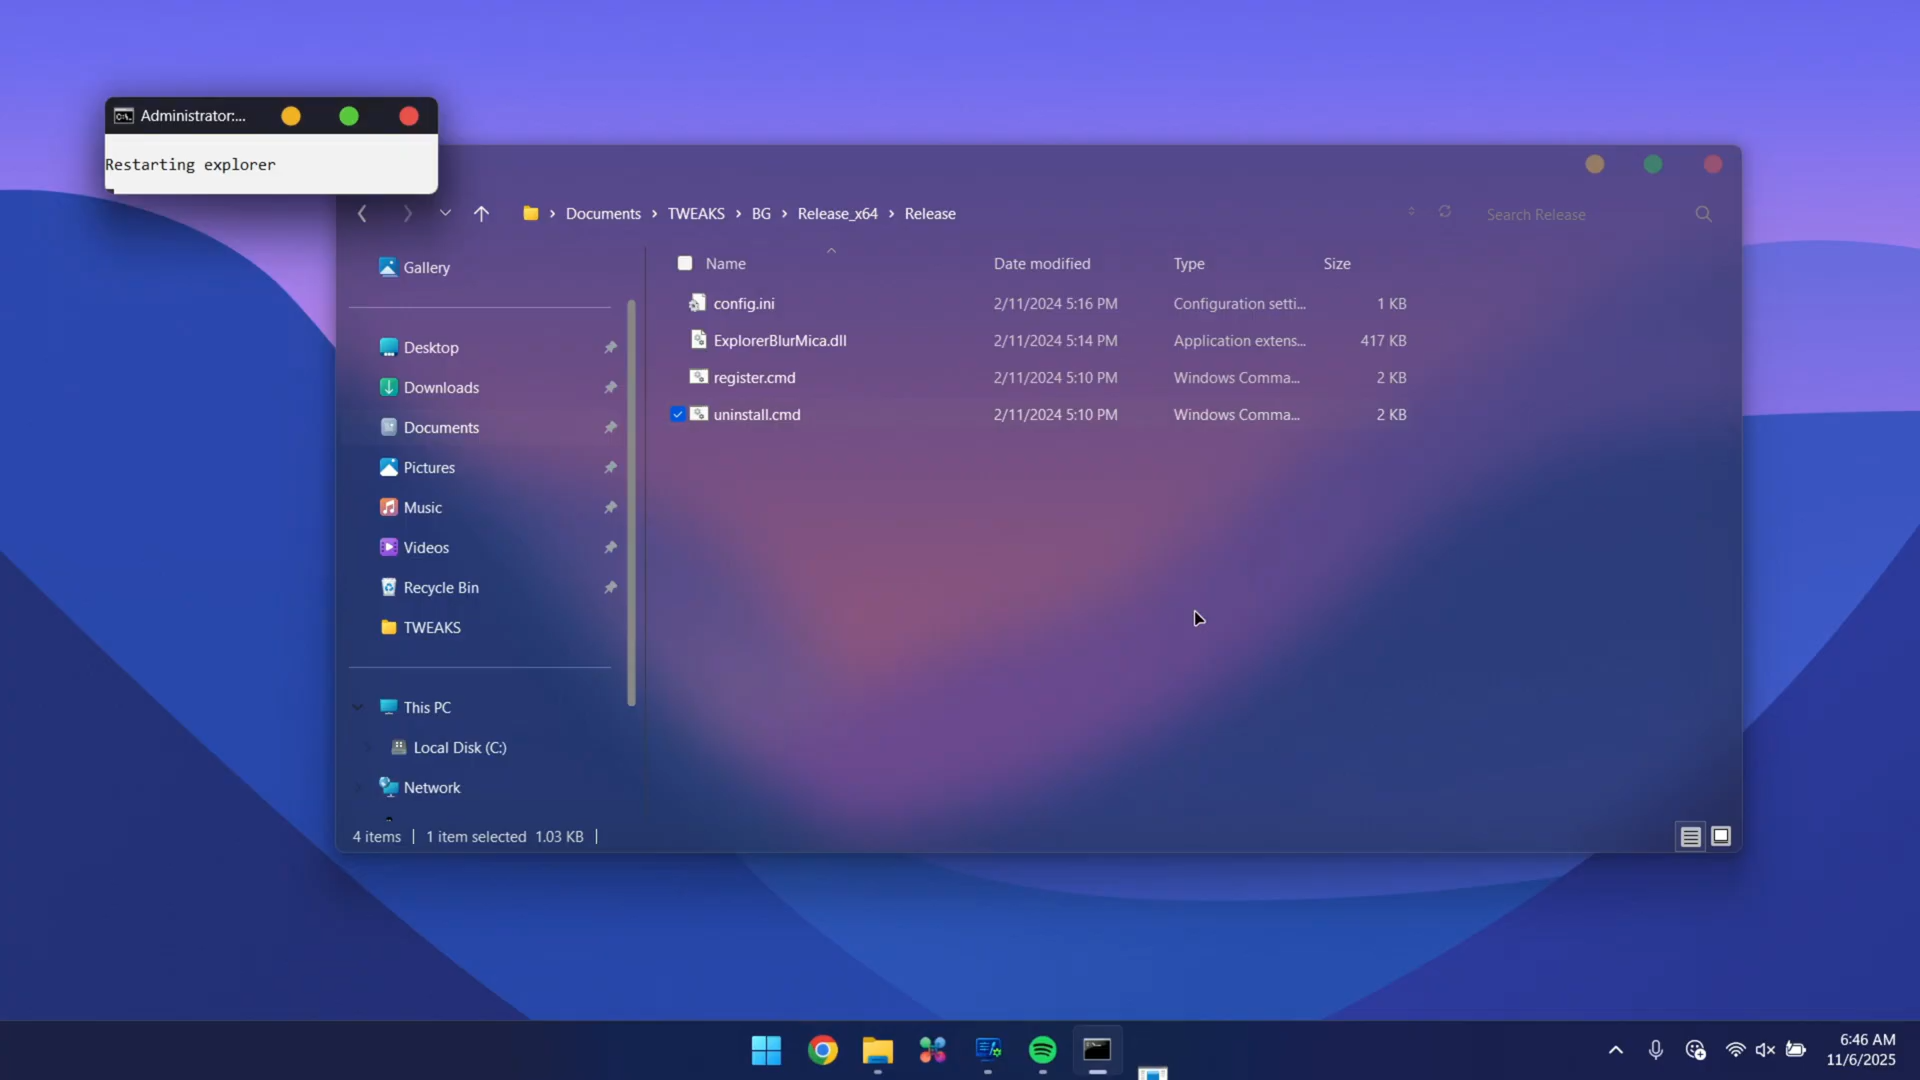 Administrator:...
Restarting explorer
Documents TWEAKS BG Release_x64 Release
Search Release
Gallery
Desktop
Downloads
Documents
Pictures
Music
Videos
Recycle Bin
TWEAKS
This PC
Local Disk (C:)
Network
Name Date modified Type Size
config.ini 2/11/2024 5:16 PM Configuration setti... 1 KB
ExplorerBlurMica.dll 2/11/2024 5:14 PM Application extens... 417 KB
register.cmd 2/11/2024 5:10 PM Windows Comma... 2 KB
uninstall.cmd 2/11/2024 5:10 PM Windows Comma... 2 KB
4 items 1 item selected 1.03 KB
6:46 AM
11/6/2025